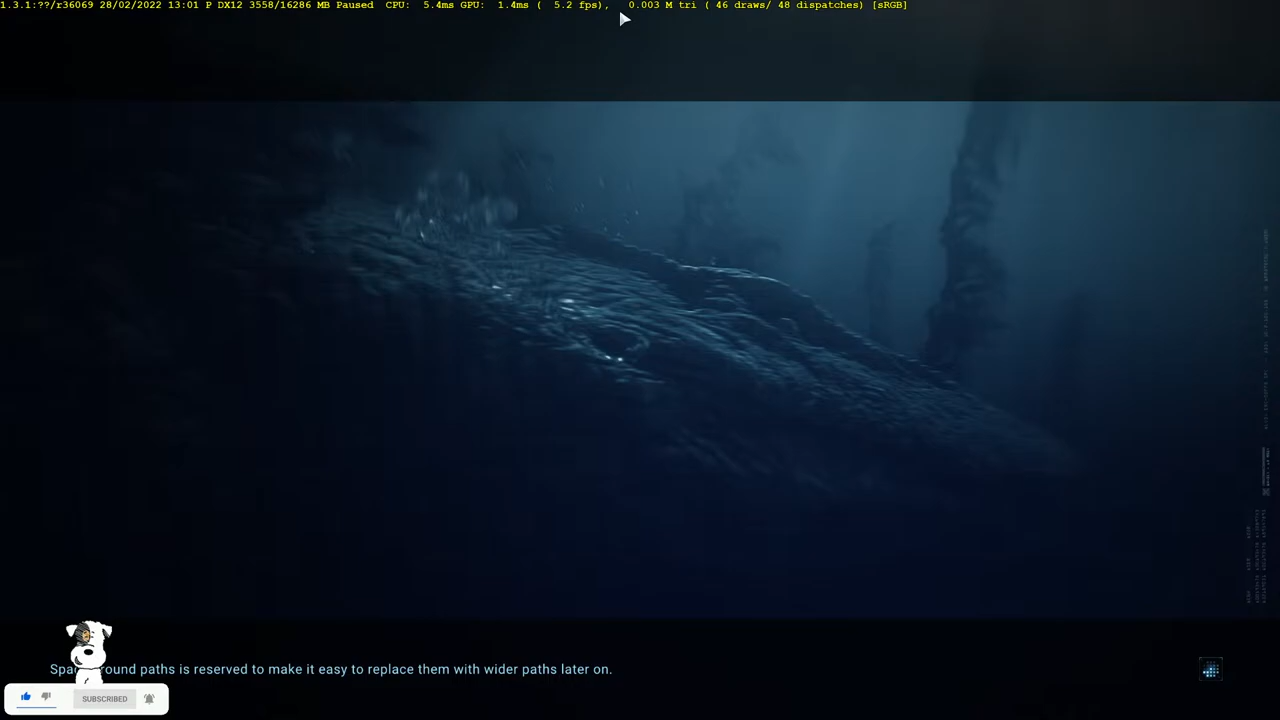 1.3.1:??/r36069 28/02/2022 13:01 P DX12 3558/16286 MB Paused CPU: 5.4ms GPU: 1.4ms ( 5.2 fps), 0.003 M tri ( 46 draws/ 48 dispatches) [sRGB]
paths is reserved to make it easy to replace them with wider paths later on.
SUBSCRIBED